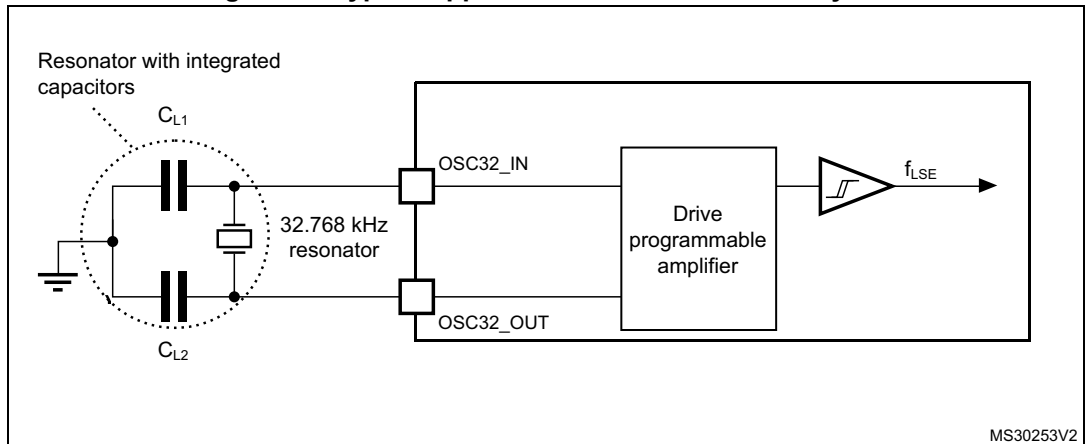 Resonator with integrated
capacitors
CL1
OSC32_IN
fLSE
32.768 kHz
resonator
Drive
programmable
amplifier
OSC32_OUT
CL2
MS30253V2